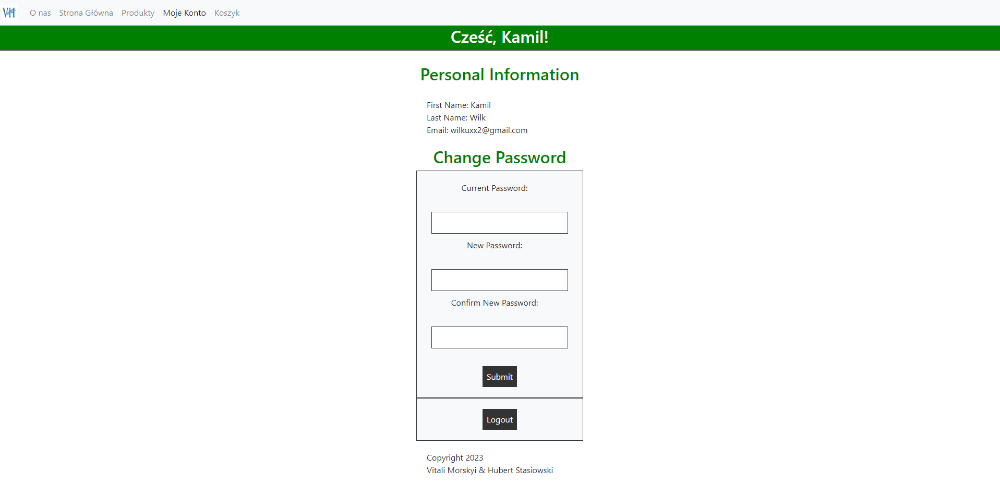 VH
O nas Strona Główna Produkty Moje Konto Koszyk
Cześć, Kamil!
Personal Information
First Name: Kamil
Last Name: Wilk
Email: wilkuxx2@gmail.com
Change Password
Current Password:
New Password:
Confirm New Password:
Submit
Logout
Copyright 2023
Vitali Morskyi & Hubert Stasiowski